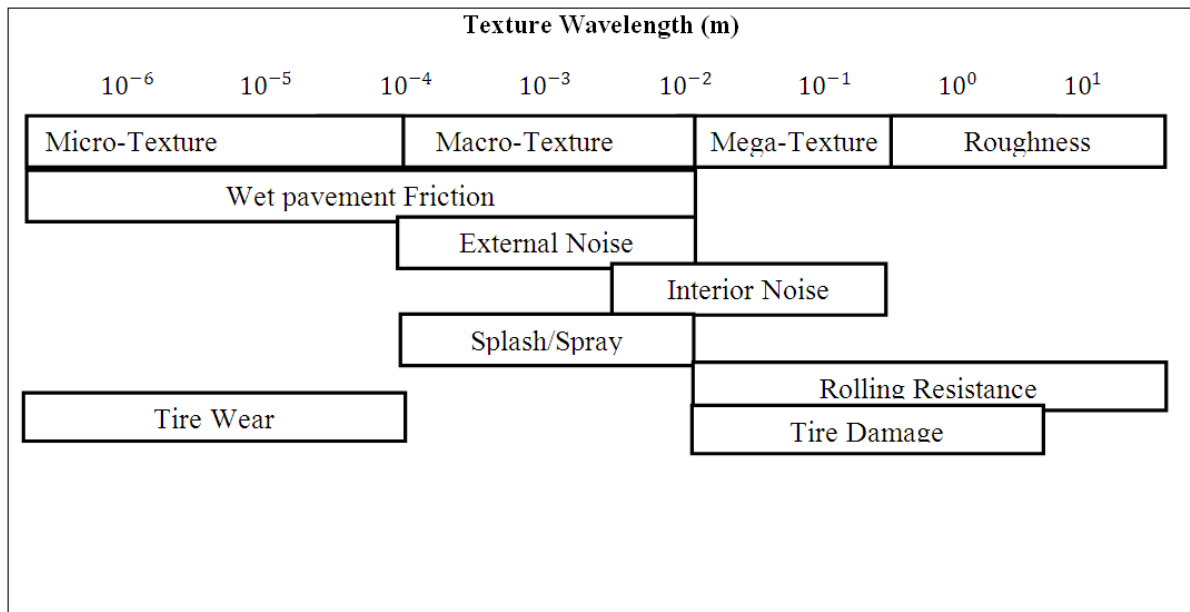 Texture Wavelength (m)
10⁻⁶ 10⁻⁵ 10⁻⁴ 10⁻³ 10⁻² 10⁻¹ 10⁰ 10¹
Micro-Texture Macro-Texture Mega-Texture Roughness
Wet pavement Friction
External Noise
Interior Noise
Splash/Spray
Rolling Resistance
Tire Wear
Tire Damage